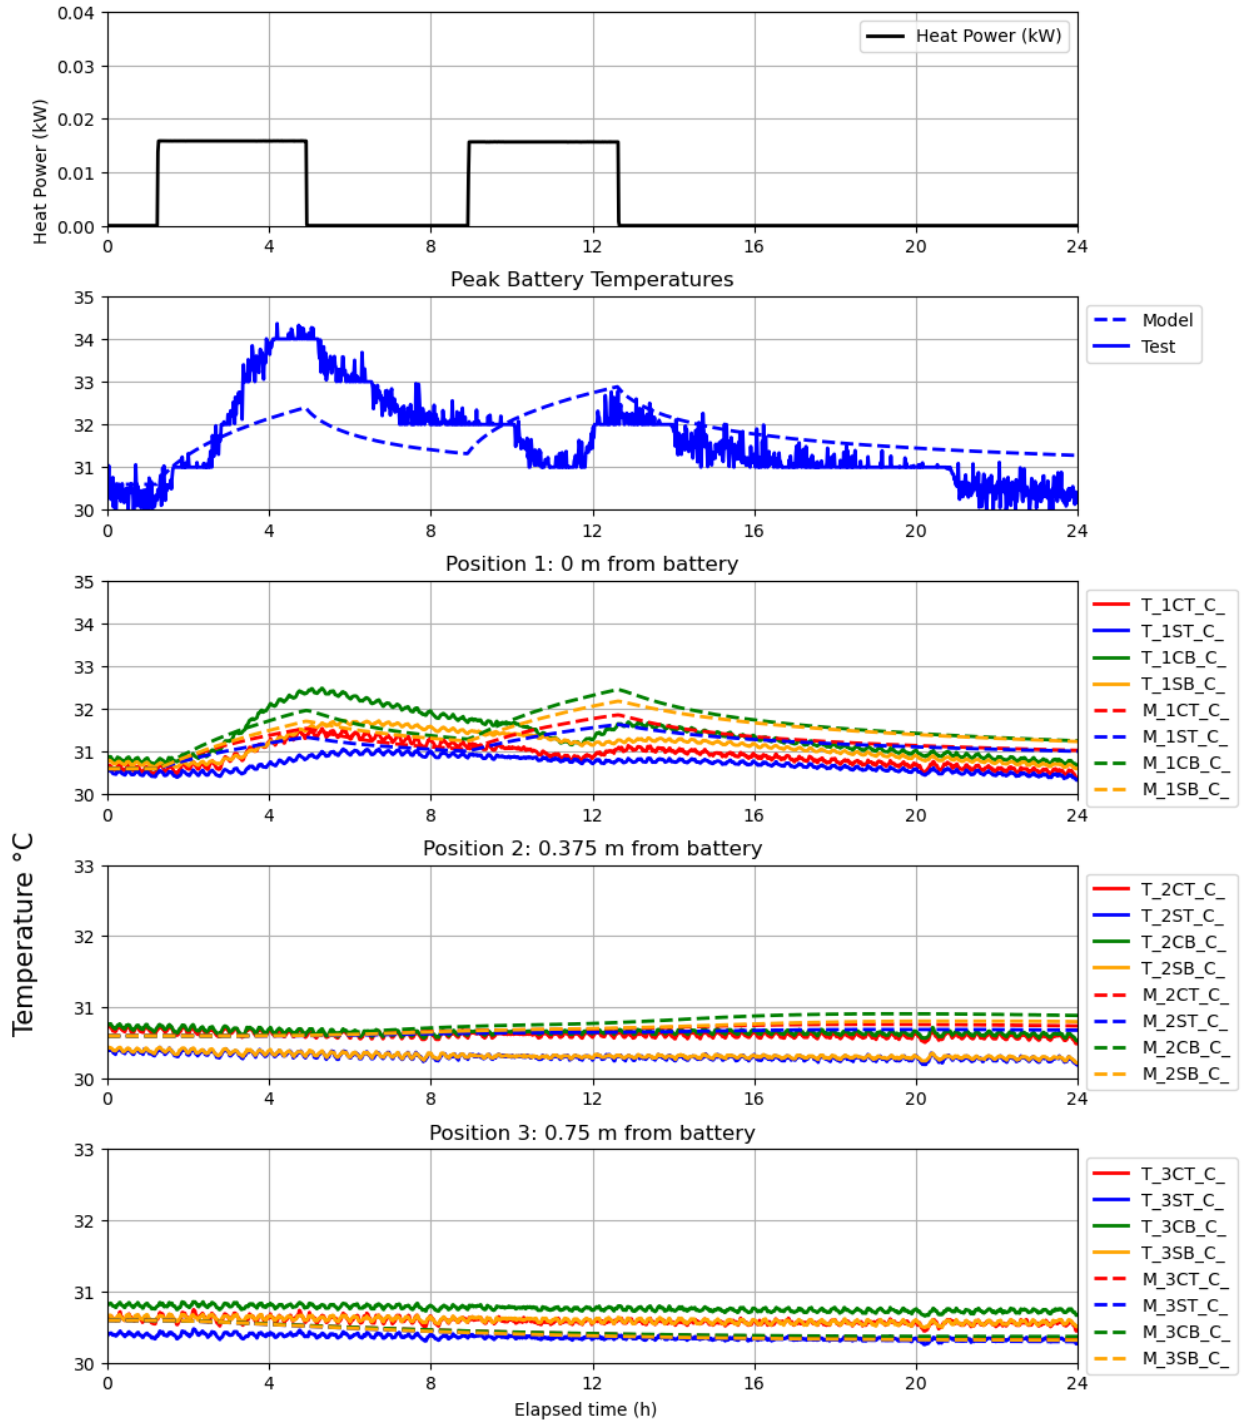 0.04
0.03
0.02
0.01
0.00
Heat Power (kW)
Heat Power (kW)
0 4 8 12 16 20 24
Peak Battery Temperatures
35
34
33
32
31
30
Model
Test
0 4 8 12 16 20 24
Position 1: 0 m from battery
35
34
33
32
31
30
T_1CT_C_
T_1ST_C_
T_1CB_C_
T_1SB_C_
M_1CT_C_
M_1ST_C_
M_1CB_C_
M_1SB_C_
0 4 8 12 16 20 24
Temperature °C
Position 2: 0.375 m from battery
33
32
31
30
T_2CT_C_
T_2ST_C_
T_2CB_C_
T_2SB_C_
M_2CT_C_
M_2ST_C_
M_2CB_C_
M_2SB_C_
0 4 8 12 16 20 24
Position 3: 0.75 m from battery
33
32
31
30
T_3CT_C_
T_3ST_C_
T_3CB_C_
T_3SB_C_
M_3CT_C_
M_3ST_C_
M_3CB_C_
M_3SB_C_
0 4 8 12 16 20 24
Elapsed time (h)